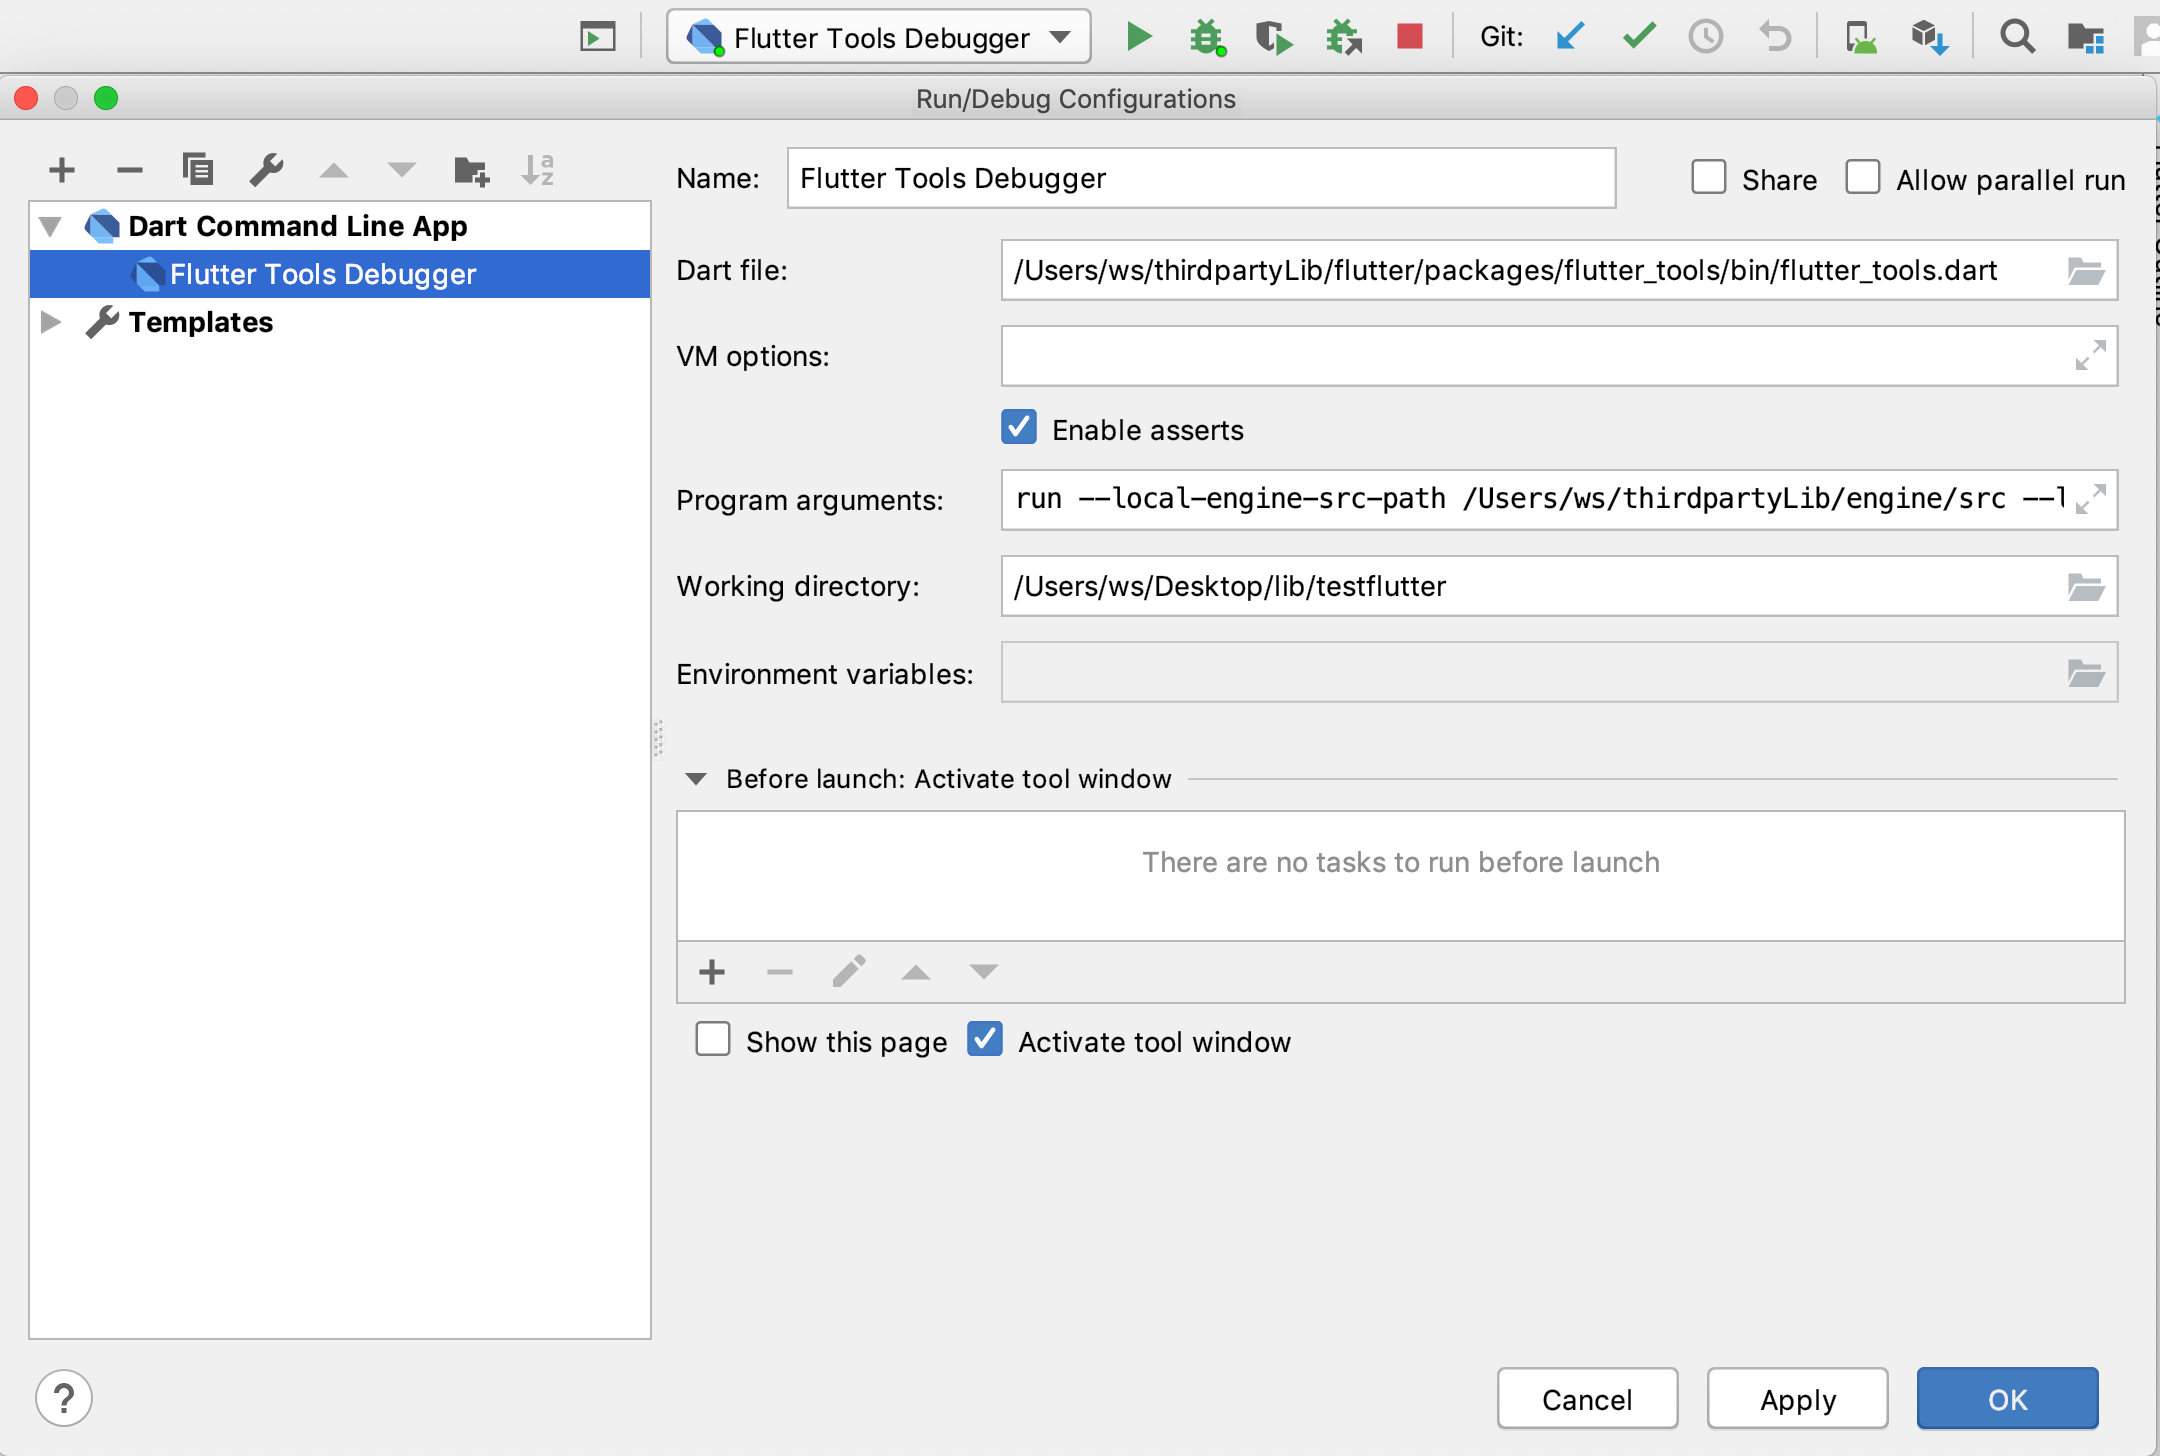 Flutter Tools Debugger
Git:
Run/Debug Configurations
Dart Command Line App
Flutter Tools Debugger
Templates
Name:
Flutter Tools Debugger
Share
Allow parallel run
Dart file:
/Users/ws/thirdpartyLib/flutter/packages/flutter_tools/bin/flutter_tools.dart
VM options:
Enable asserts
Program arguments:
run --local-engine-src-path /Users/ws/thirdpartyLib/engine/src --l
Working directory:
/Users/ws/Desktop/lib/testflutter
Environment variables:
Before launch: Activate tool window
There are no tasks to run before launch
Show this page
Activate tool window
?
Cancel
Apply
OK